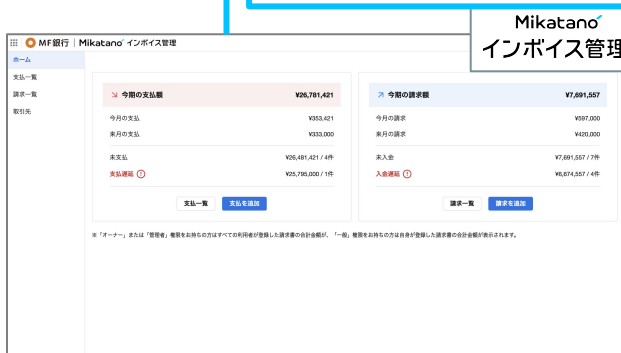 Mikatano
インボイス管理
MF銀行 | Mikatano インボイス管理
ホーム
支払一覧
請求一覧
取引先
今期の支払額 ¥26,781,421
今月の支払 ¥353,421
来月の支払 ¥333,000
未支払 ¥26,481,421 / 4件
支払遅延 ¥25,795,000 / 1件
支払一覧 支払を追加
今期の請求額 ¥7,691,557
今月の請求 ¥597,000
来月の請求 ¥420,000
未入金 ¥7,691,557 / 7件
入金遅延 ¥6,674,557 / 4件
請求一覧 請求を追加
※「オーナー」または「管理者」権限をお持ちの方はすべての利用者が登録した請求書の合計金額が、「一般」権限をお持ちの方は自身が登録した請求書の合計金額が表示されます。